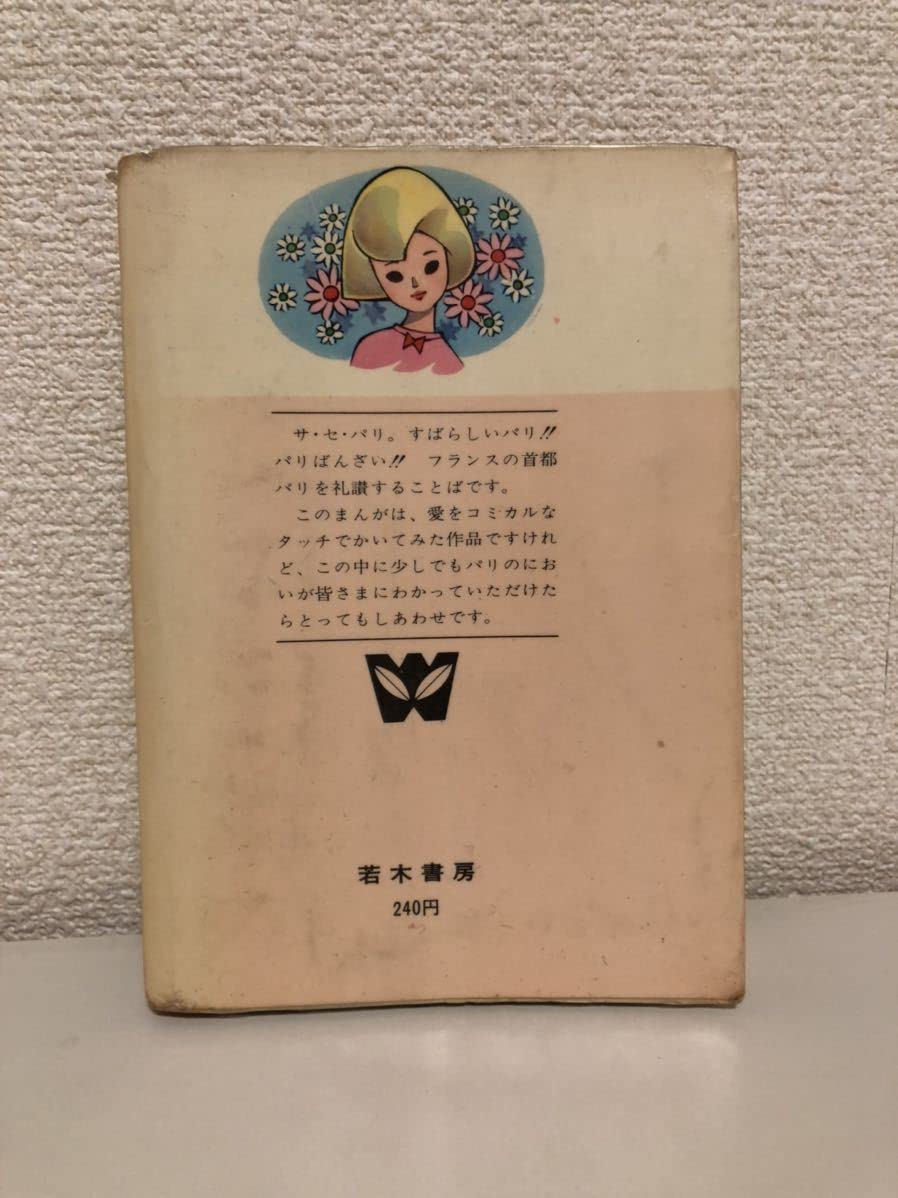 サ・セ・パリ。すばらしいパリ!!
パリばんざい!!　フランスの首都
パリを礼讃することばです。
このまんがは、愛をコミカルな
タッチでかいてみた作品ですけれ
ど、この中に少しでもパリのにお
いが皆さまにわかっていただけた
らとってもしあわせです。
W
若木書房
240円